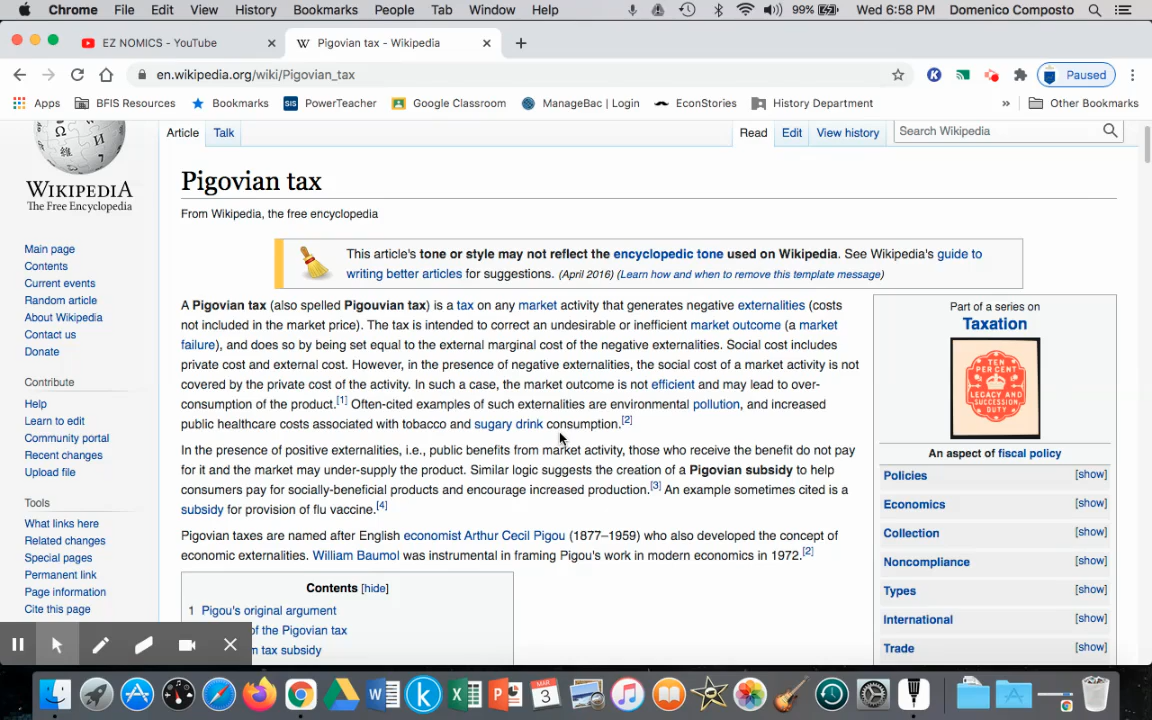 Chrome File Edit View History Bookmarks People Tab Window Help 99% Wed 6:58 PM Domenico Composto
EZ NOMICS - YouTube
Pigovian tax - Wikipedia
en.wikipedia.org/wiki/Pigovian_tax
Paused
Apps BFIS Resources Bookmarks SIS PowerTeacher Google Classroom ManageBac | Login EconStories History Department » Other Bookmarks
WIKIPEDIA
The Free Encyclopedia
Main page
Contents
Current events
Random article
About Wikipedia
Contact us
Donate
Contribute
Help
Learn to edit
Community portal
Recent changes
Upload file
Tools
What links here
Related changes
Special pages
Permanent link
Page information
Cite this page
Article Talk Read Edit View history Search Wikipedia
Pigovian tax
From Wikipedia, the free encyclopedia
This article's tone or style may not reflect the encyclopedic tone used on Wikipedia. See Wikipedia's guide to
writing better articles for suggestions. (April 2016) (Learn how and when to remove this template message)
A Pigovian tax (also spelled Pigouvian tax) is a tax on any market activity that generates negative externalities (costs
not included in the market price). The tax is intended to correct an undesirable or inefficient market outcome (a market
failure), and does so by being set equal to the external marginal cost of the negative externalities. Social cost includes
private cost and external cost. However, in the presence of negative externalities, the social cost of a market activity is not
covered by the private cost of the activity. In such a case, the market outcome is not efficient and may lead to over-
consumption of the product.[1] Often-cited examples of such externalities are environmental pollution, and increased
public healthcare costs associated with tobacco and sugary drink consumption.[2]
In the presence of positive externalities, i.e., public benefits from market activity, those who receive the benefit do not pay
for it and the market may under-supply the product. Similar logic suggests the creation of a Pigovian subsidy to help
consumers pay for socially-beneficial products and encourage increased production.[3] An example sometimes cited is a
subsidy for provision of flu vaccine.[4]
Pigovian taxes are named after English economist Arthur Cecil Pigou (1877–1959) who also developed the concept of
economic externalities. William Baumol was instrumental in framing Pigou's work in modern economics in 1972.[2]
Contents [hide]
1 Pigou's original argument
of the Pigovian tax
tax subsidy
Part of a series on
Taxation
TEN
PER CENT
LEGACY AND
SUCCESSION
DUTY
An aspect of fiscal policy
Policies [show]
Economics [show]
Collection [show]
Noncompliance [show]
Types [show]
International [show]
Trade [show]
MAR
3